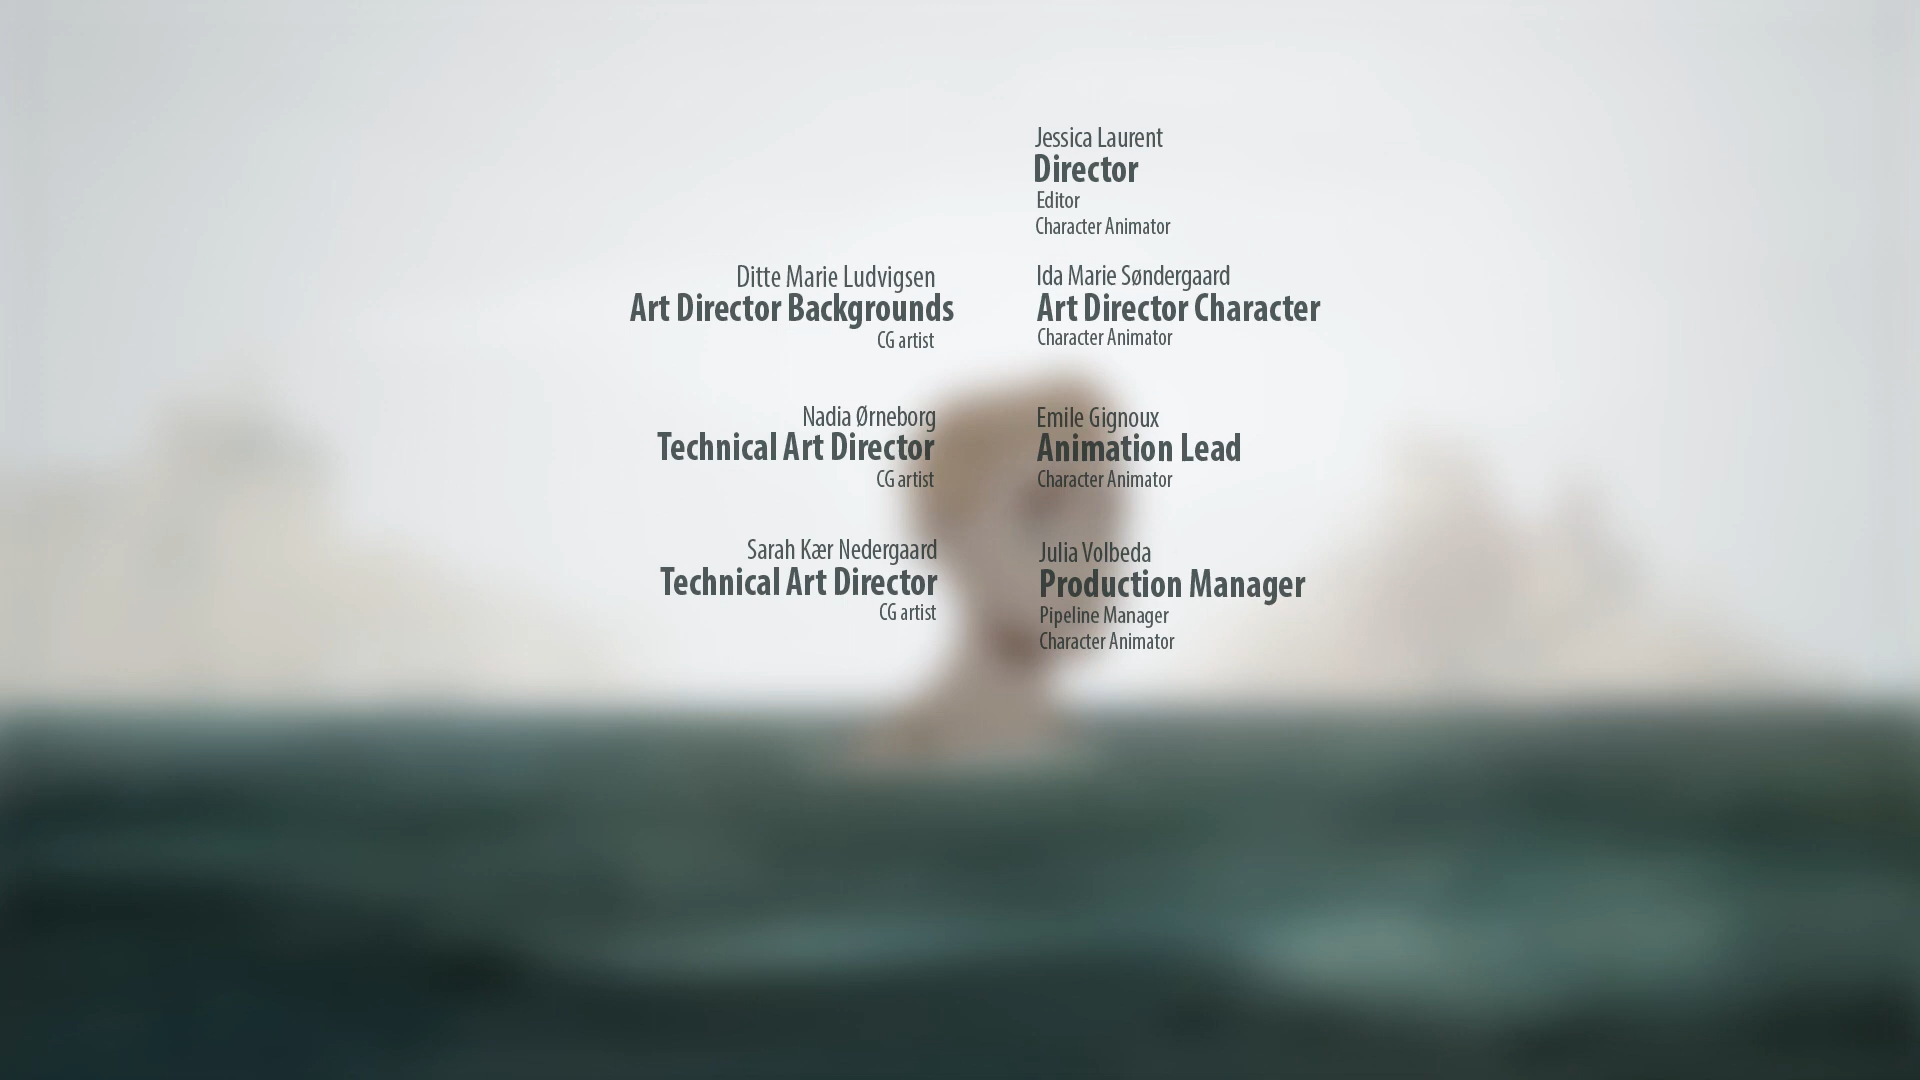 Jessica Laurent
Director
Editor
Character Animator
Ditte Marie Ludvigsen
Art Director Backgrounds
CG artist
Ida Marie Søndergaard
Art Director Character
Character Animator
Nadia Ørneborg
Technical Art Director
CG artist
Emile Gignoux
Animation Lead
Character Animator
Sarah Kær Nedergaard
Technical Art Director
CG artist
Julia Volbeda
Production Manager
Pipeline Manager
Character Animator